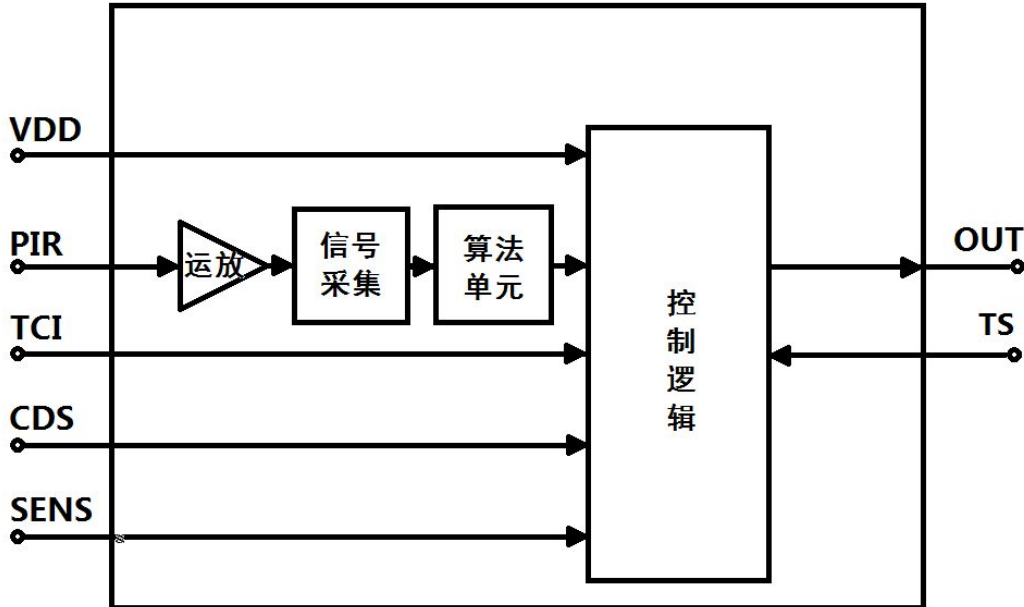 VDD
PIR
运放
信号
采集
算法
单元
OUT
TCI
TS
控
制
逻
辑
CDS
SENS